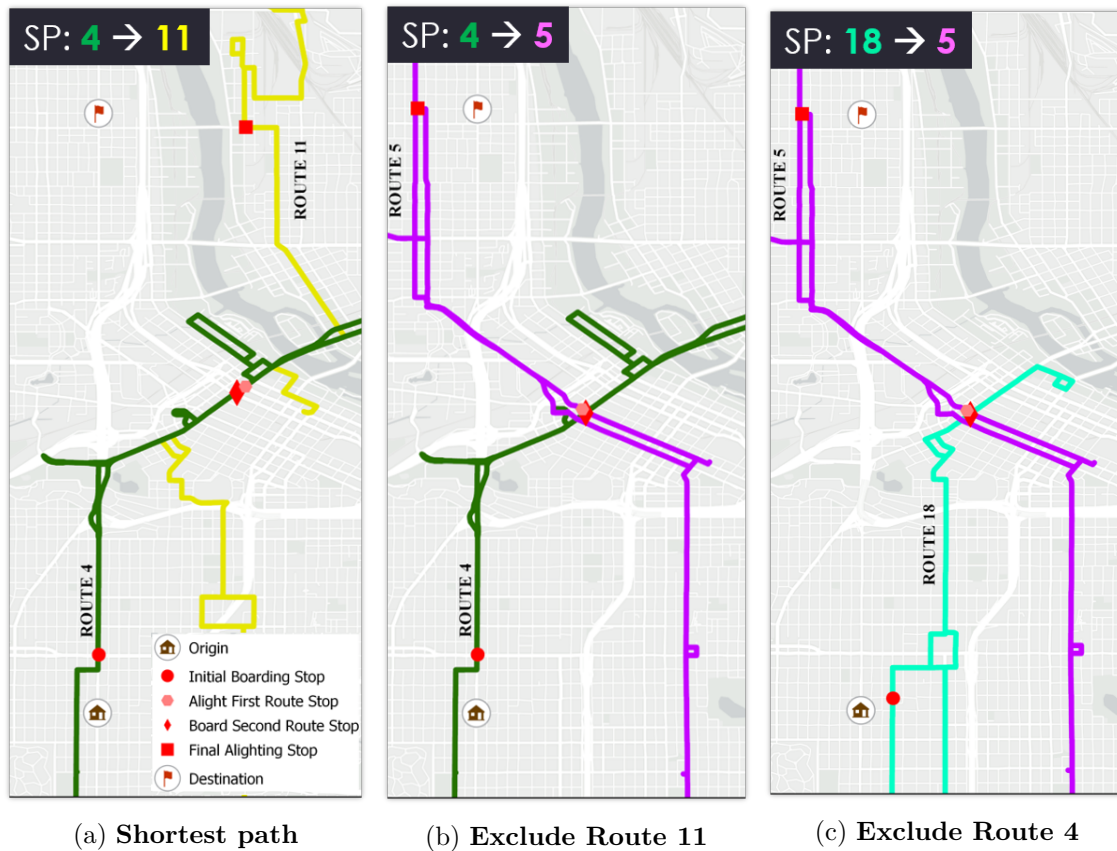 SP: 4 → 11
ROUTE 11
ROUTE 4
Origin
Initial Boarding Stop
Alight First Route Stop
Board Second Route Stop
Final Alighting Stop
Destination
(a) Shortest path
SP: 4 → 5
ROUTE 5
ROUTE 4
(b) Exclude Route 11
SP: 18 → 5
ROUTE 5
ROUTE 18
(c) Exclude Route 4